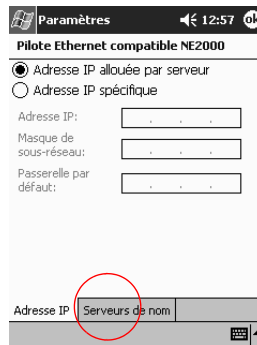 Paramètres 12:57 ok
Pilote Ethernet compatible NE2000
Adresse IP allouée par serveur
Adresse IP spécifique
Adresse IP:
Masque de
sous-réseau:
Passerelle par
défaut:
Adresse IP Serveurs de nom